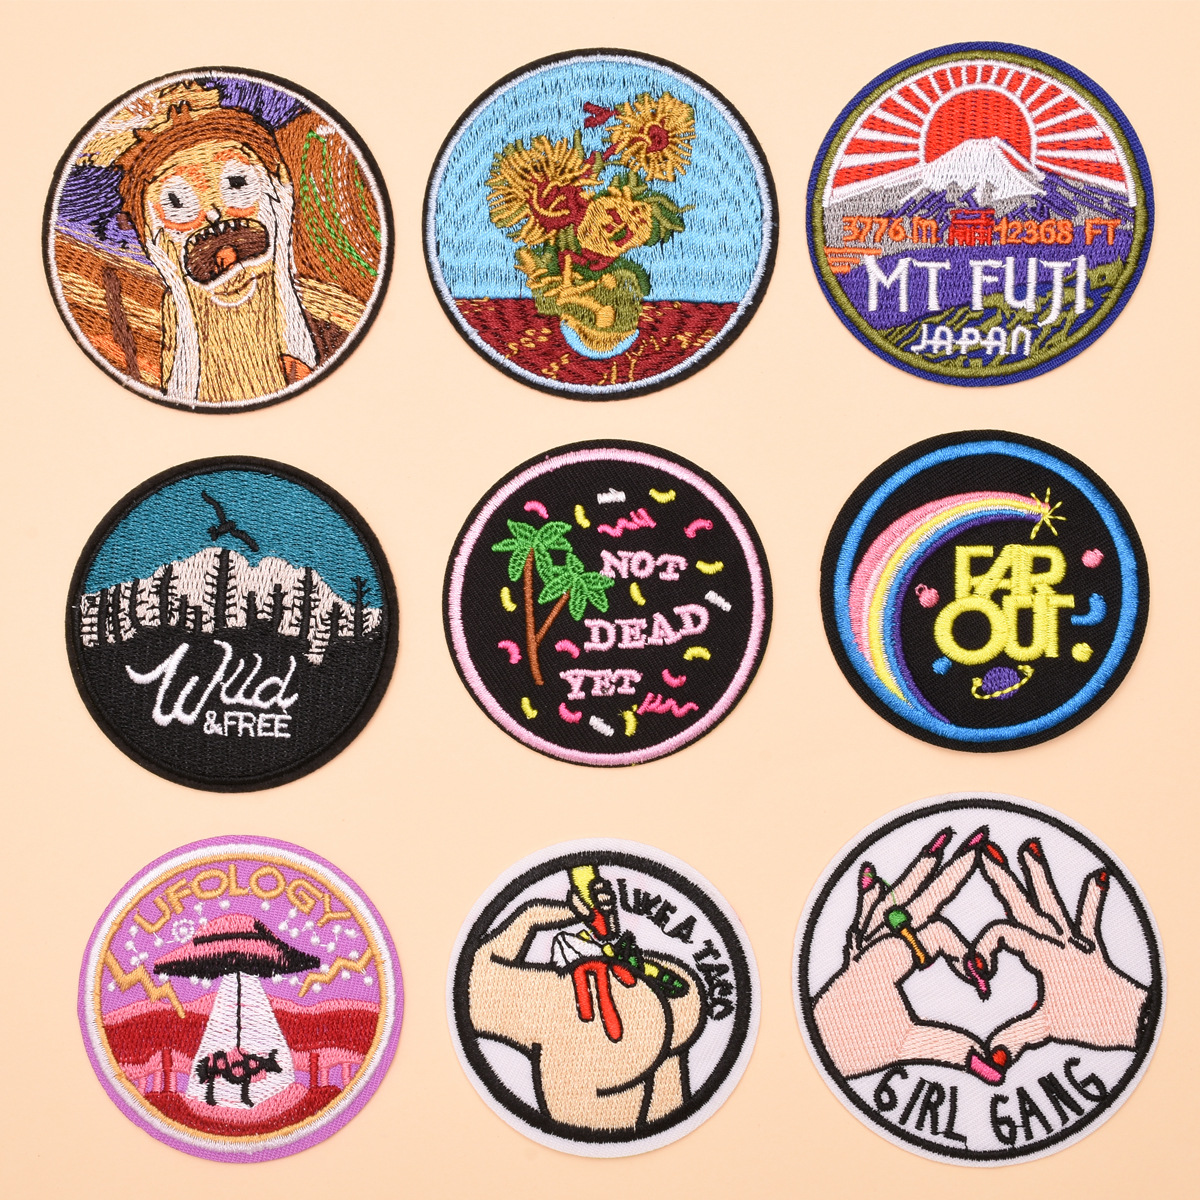 3776 m 12368 FT
MT FUJI
JAPAN
Wild
& FREE
NOT
DEAD
YET
FAR
OUT.
UFOLOGY
LIKE A TACO
GIRL GANG